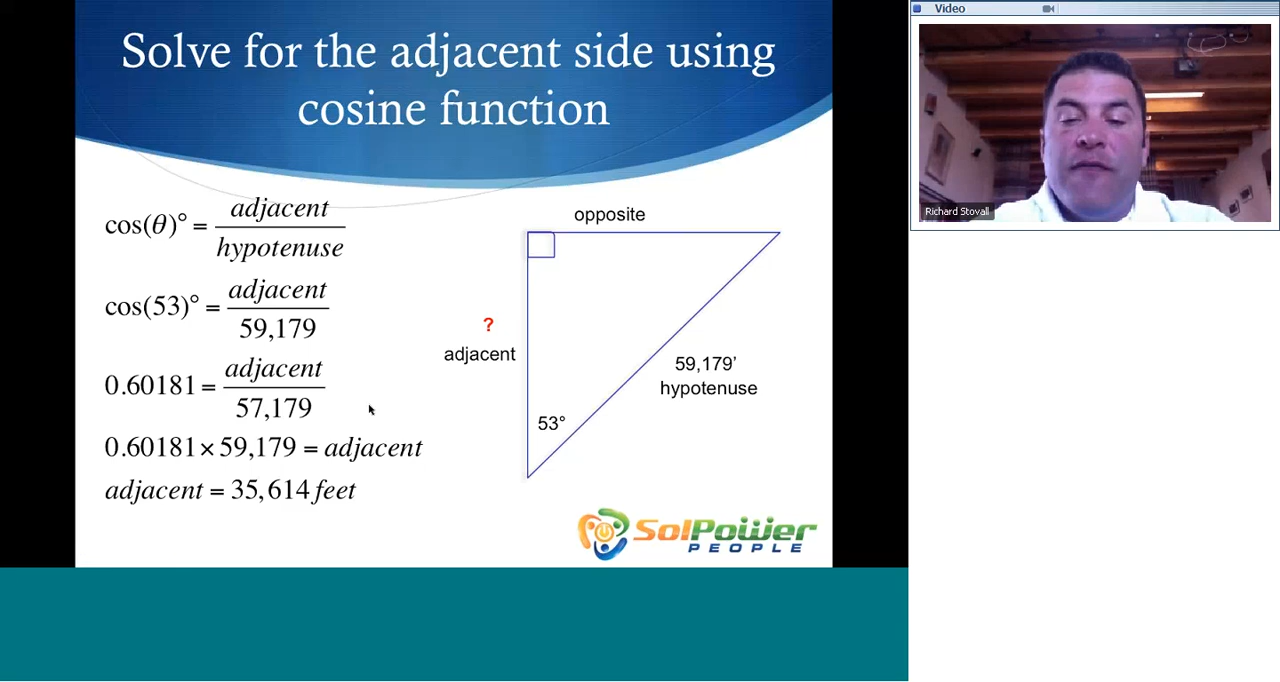 Solve for the adjacent side using
cosine function
cos(θ)° = adjacent / hypotenuse
cos(53)° = adjacent / 59,179
0.60181 = adjacent / 57,179
0.60181 × 59,179 = adjacent
adjacent = 35,614 feet
opposite
?
adjacent
59,179’
hypotenuse
53°
SolPower
PEOPLE
Video
Richard Stovall